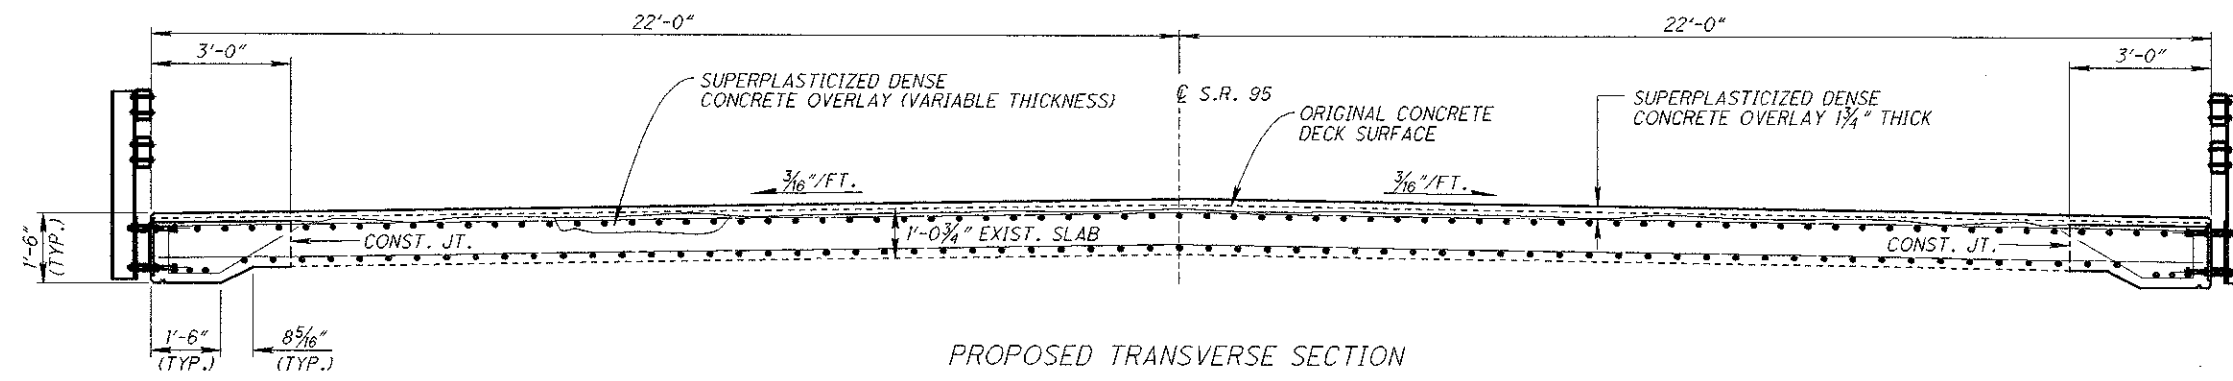 22'-0"
22'-0"
3'-0"
3'-0"
SUPERPLASTICIZED DENSE
CONCRETE OVERLAY (VARIABLE THICKNESS)
℄ S.R. 95
ORIGINAL CONCRETE
DECK SURFACE
SUPERPLASTICIZED DENSE
CONCRETE OVERLAY 1¾" THICK
3/16"/FT.
3/16"/FT.
1'-6"
(TYP.)
CONST. JT.
1'-0¾" EXIST. SLAB
CONST. JT.
1'-6"
(TYP.)
8 5/16"
(TYP.)
PROPOSED TRANSVERSE SECTION